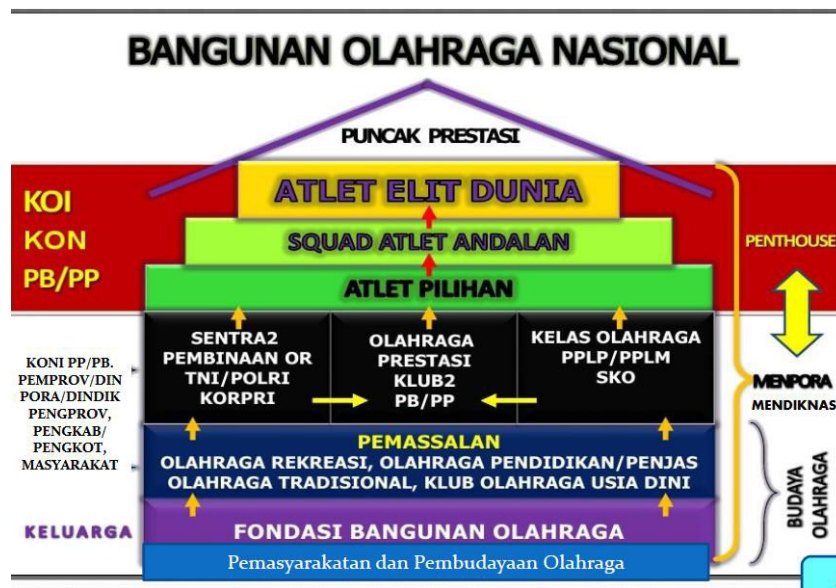 BANGUNAN OLAHRAGA NASIONAL
PUNCAK PRESTASI
KOI
KON
PB/PP
ATLET ELIT DUNIA
SQUAD ATLET ANDALAN
ATLET PILIHAN
PENTHOUSE
KONI PP/PB.
PEMPROV/DIN
PORA/DINDIK
PENGPROV,
PENGKAB/
PENGKOT,
MASYARAKAT
SENTRA2
PEMBINAAN OR
TNI/POLRI
KORPRI
OLAHRAGA
PRESTASI
KLUB2
PB/PP
KELAS OLAHRAGA
PPLP/PPLM
SKO
MENPORA
MENDIKNAS
PEMASSALAN
OLAHRAGA REKREASI, OLAHRAGA PENDIDIKAN/PENJAS
OLAHRAGA TRADISIONAL, KLUB OLAHRAGA USIA DINI
BUDAYA
OLAHRAGA
KELUARGA
FONDASI BANGUNAN OLAHRAGA
Pemasyarakatan dan Pembudayaan Olahraga